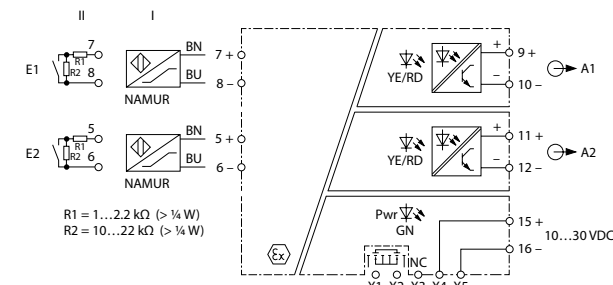 II
I
E1
7
R1
R2
8
BN
7 +
BU
8 –
NAMUR
YE/RD
+
–
9 +
10 –
A1
E2
5
R1
R2
6
BN
5 +
BU
6 –
NAMUR
YE/RD
+
–
11 +
12 –
A2
R1 = 1…2.2 kΩ (> ¼ W)
R2 = 10…22 kΩ (> ¼ W)
Pwr
GN
15 +
16 –
10…30 VDC
εx
NC
X1 X2 X3 X4 X5